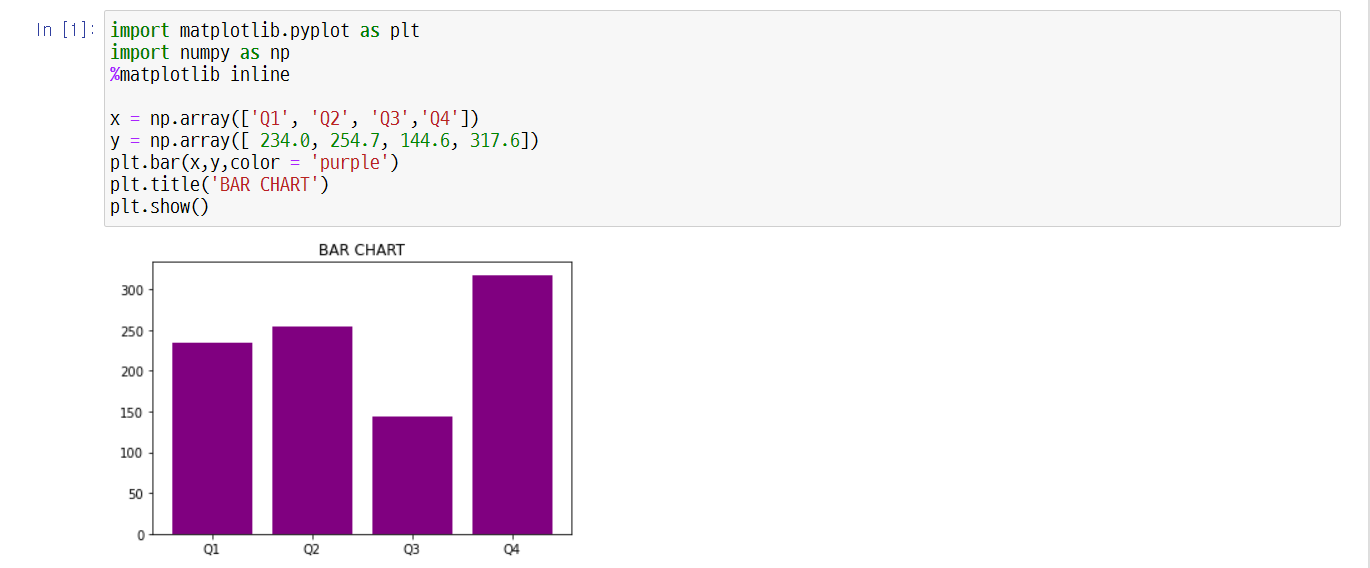 In [1]:
import matplotlib.pyplot as plt
import numpy as np
%matplotlib inline
x = np.array(['Q1', 'Q2', 'Q3','Q4'])
y = np.array([ 234.0, 254.7, 144.6, 317.6])
plt.bar(x,y,color = 'purple')
plt.title('BAR CHART')
plt.show()
BAR CHART
300
250
200
150
100
50
0
Q1 Q2 Q3 Q4